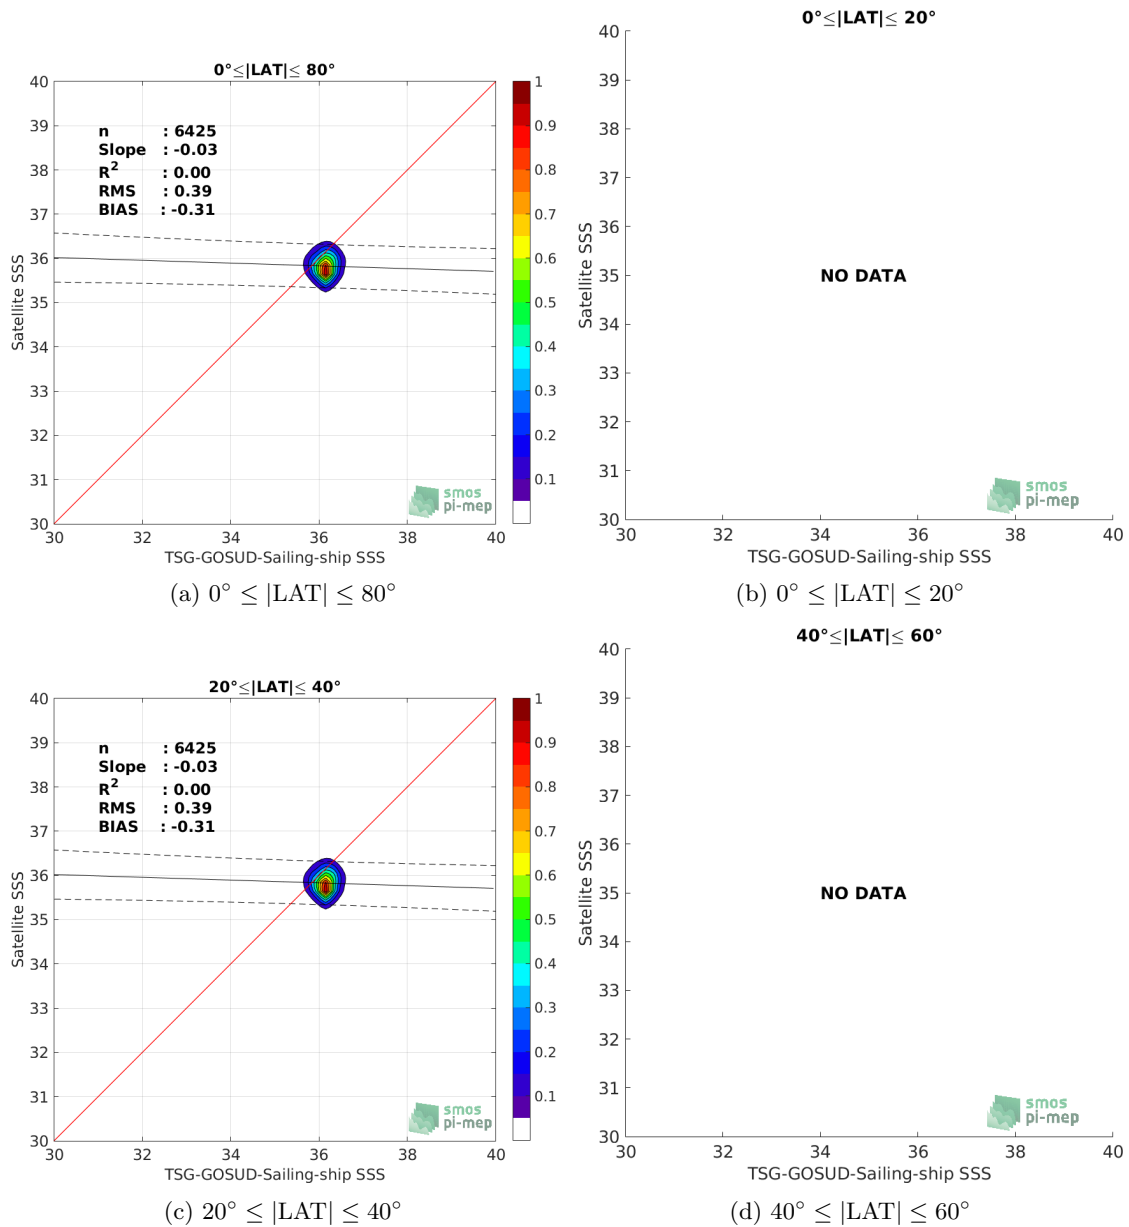 0°≤|LAT|≤ 80°
40
39
38
37
36
35
34
33
32
31
30
Satellite SSS
n : 6425
Slope : -0.03
R² : 0.00
RMS : 0.39
BIAS : -0.31
1
0.9
0.8
0.7
0.6
0.5
0.4
0.3
0.2
0.1
smos
pi-mep
30 32 34 36 38 40
TSG-GOSUD-Sailing-ship SSS
(a) 0° ≤ |LAT| ≤ 80°
0°≤|LAT|≤ 20°
40
39
38
37
36
35
34
33
32
31
30
Satellite SSS
NO DATA
smos
pi-mep
30 32 34 36 38 40
TSG-GOSUD-Sailing-ship SSS
(b) 0° ≤ |LAT| ≤ 20°
20°≤|LAT|≤ 40°
40
39
38
37
36
35
34
33
32
31
30
Satellite SSS
n : 6425
Slope : -0.03
R² : 0.00
RMS : 0.39
BIAS : -0.31
1
0.9
0.8
0.7
0.6
0.5
0.4
0.3
0.2
0.1
smos
pi-mep
30 32 34 36 38 40
TSG-GOSUD-Sailing-ship SSS
(c) 20° ≤ |LAT| ≤ 40°
40°≤|LAT|≤ 60°
40
39
38
37
36
35
34
33
32
31
30
Satellite SSS
NO DATA
smos
pi-mep
30 32 34 36 38 40
TSG-GOSUD-Sailing-ship SSS
(d) 40° ≤ |LAT| ≤ 60°